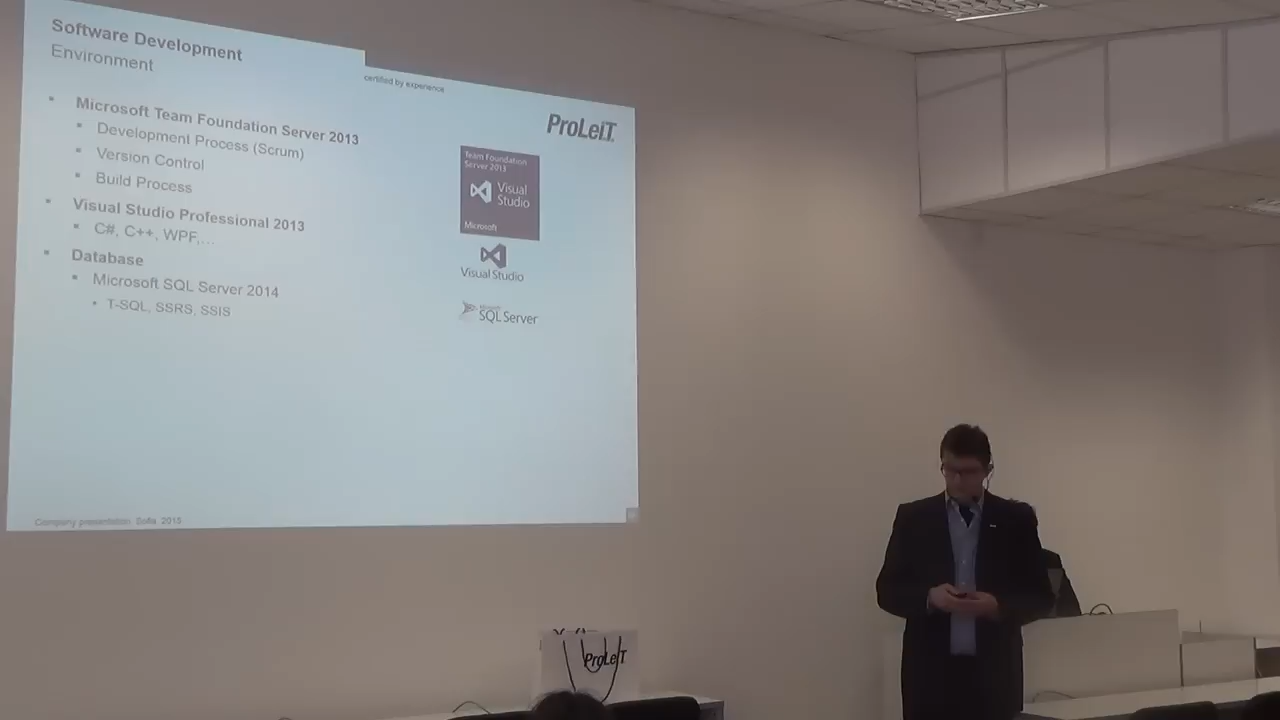 Software Development
Environment
certified by experience
ProLeiT
Microsoft Team Foundation Server 2013
Development Process (Scrum)
Version Control
Build Process
Visual Studio Professional 2013
C#, C++, WPF,...
Database
Microsoft SQL Server 2014
T-SQL, SSRS, SSIS
Team Foundation
Server 2013
Visual
Studio
Microsoft
Visual Studio
Microsoft
SQL Server
Company presentation Sofia 2015
ProLeiT